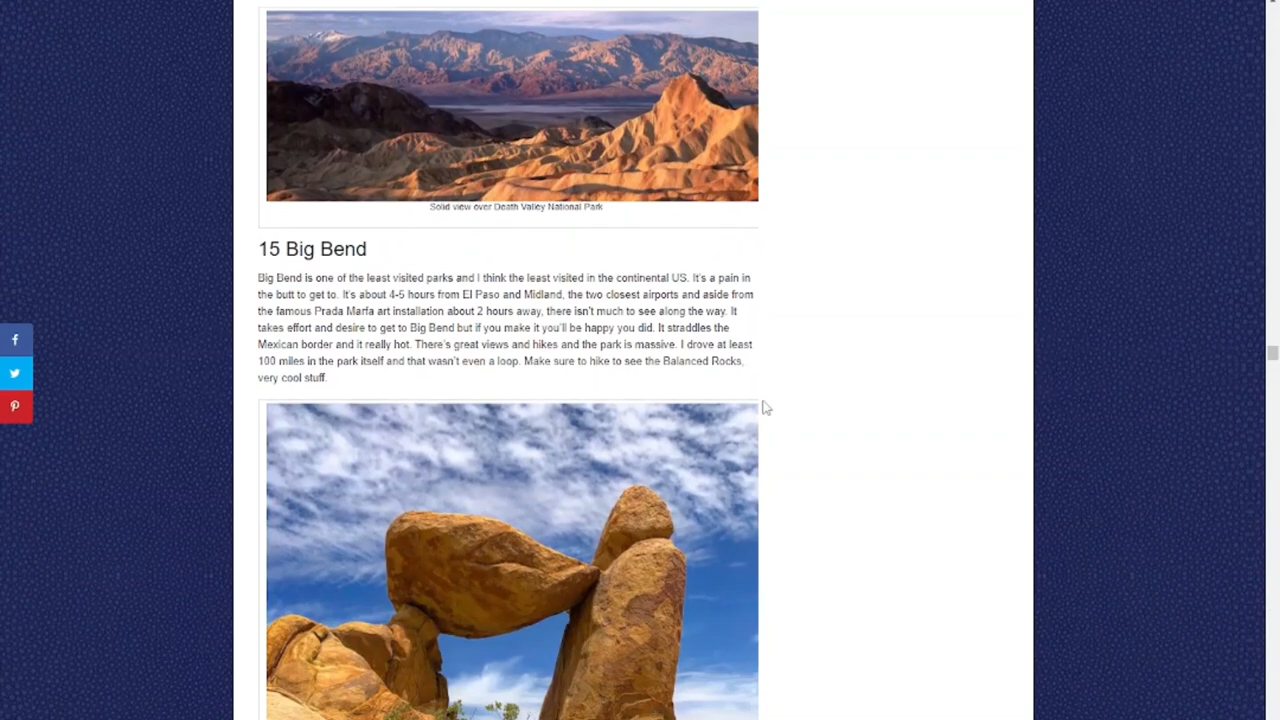 Solid view over Death Valley National Park
15 Big Bend
Big Bend is one of the least visited parks and I think the least visited in the continental US. It's a pain in
the butt to get to. It's about 4-5 hours from El Paso and Midland, the two closest airports and aside from
the famous Prada Marfa art installation about 2 hours away, there isn't much to see along the way. It
takes effort and desire to get to Big Bend but if you make it you'll be happy you did. It straddles the
Mexican border and it really hot. There's great views and hikes and the park is massive. I drove at least
100 miles in the park itself and that wasn't even a loop. Make sure to hike to see the Balanced Rocks,
very cool stuff.